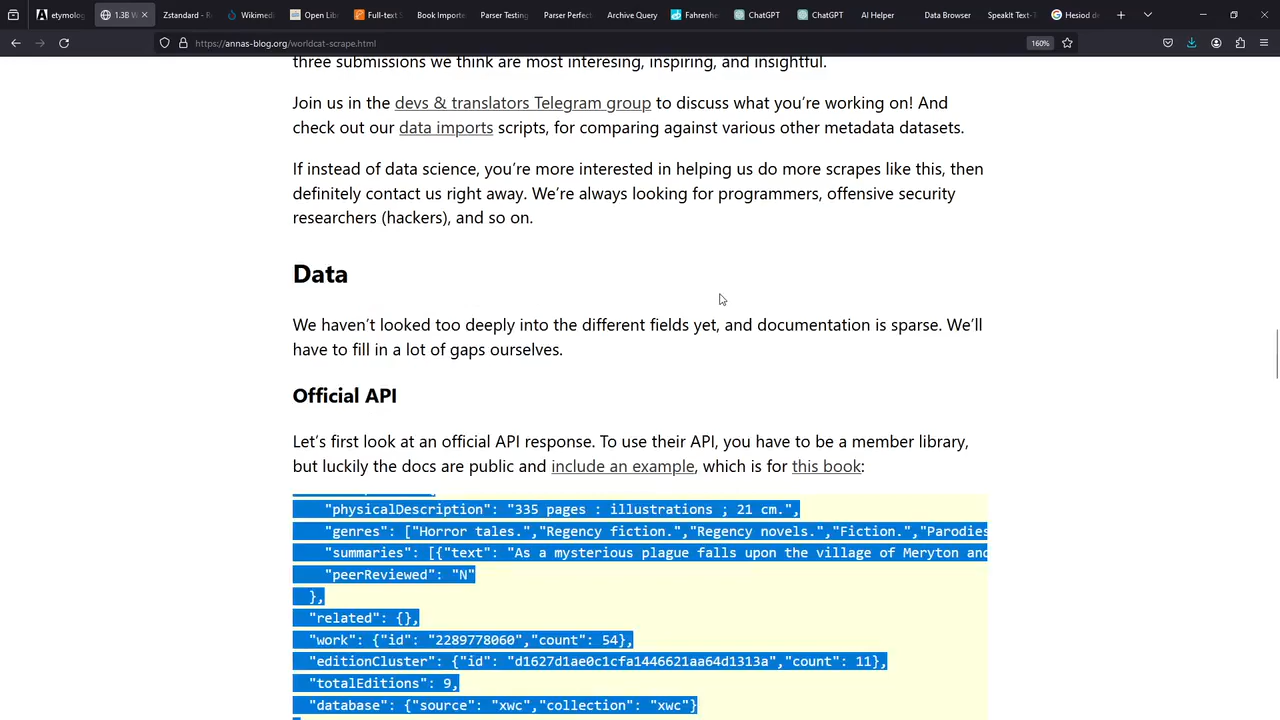 etymolog
1.3B W
Zstandard - R
Wikimedi
Open Lib
Full-text S
Book Importe
Parser Testing
Parser Perfect
Archive Query
Fahrenhe
ChatGPT
ChatGPT
AI Helper
Data Browser
SpeakIt Text-T
Hesiod de
https://annas-blog.org/worldcat-scrape.html
160%
three submissions we think are most interesing, inspiring, and insightful.
Join us in the devs & translators Telegram group to discuss what you're working on! And
check out our data imports scripts, for comparing against various other metadata datasets.
If instead of data science, you're more interested in helping us do more scrapes like this, then
definitely contact us right away. We're always looking for programmers, offensive security
researchers (hackers), and so on.
Data
We haven't looked too deeply into the different fields yet, and documentation is sparse. We'll
have to fill in a lot of gaps ourselves.
Official API
Let's first look at an official API response. To use their API, you have to be a member library,
but luckily the docs are public and include an example, which is for this book:
"physicalDescription": "335 pages : illustrations ; 21 cm.",
"genres": ["Horror tales.","Regency fiction.","Regency novels.","Fiction.","Parodies
"summaries": [{"text": "As a mysterious plague falls upon the village of Meryton and
"peerReviewed": "N"
},
"related": {},
"work": {"id": "2289778060","count": 54},
"editionCluster": {"id": "d1627d1ae0c1cfa1446621aa64d1313a","count": 11},
"totalEditions": 9,
"database": {"source": "xwc","collection": "xwc"}